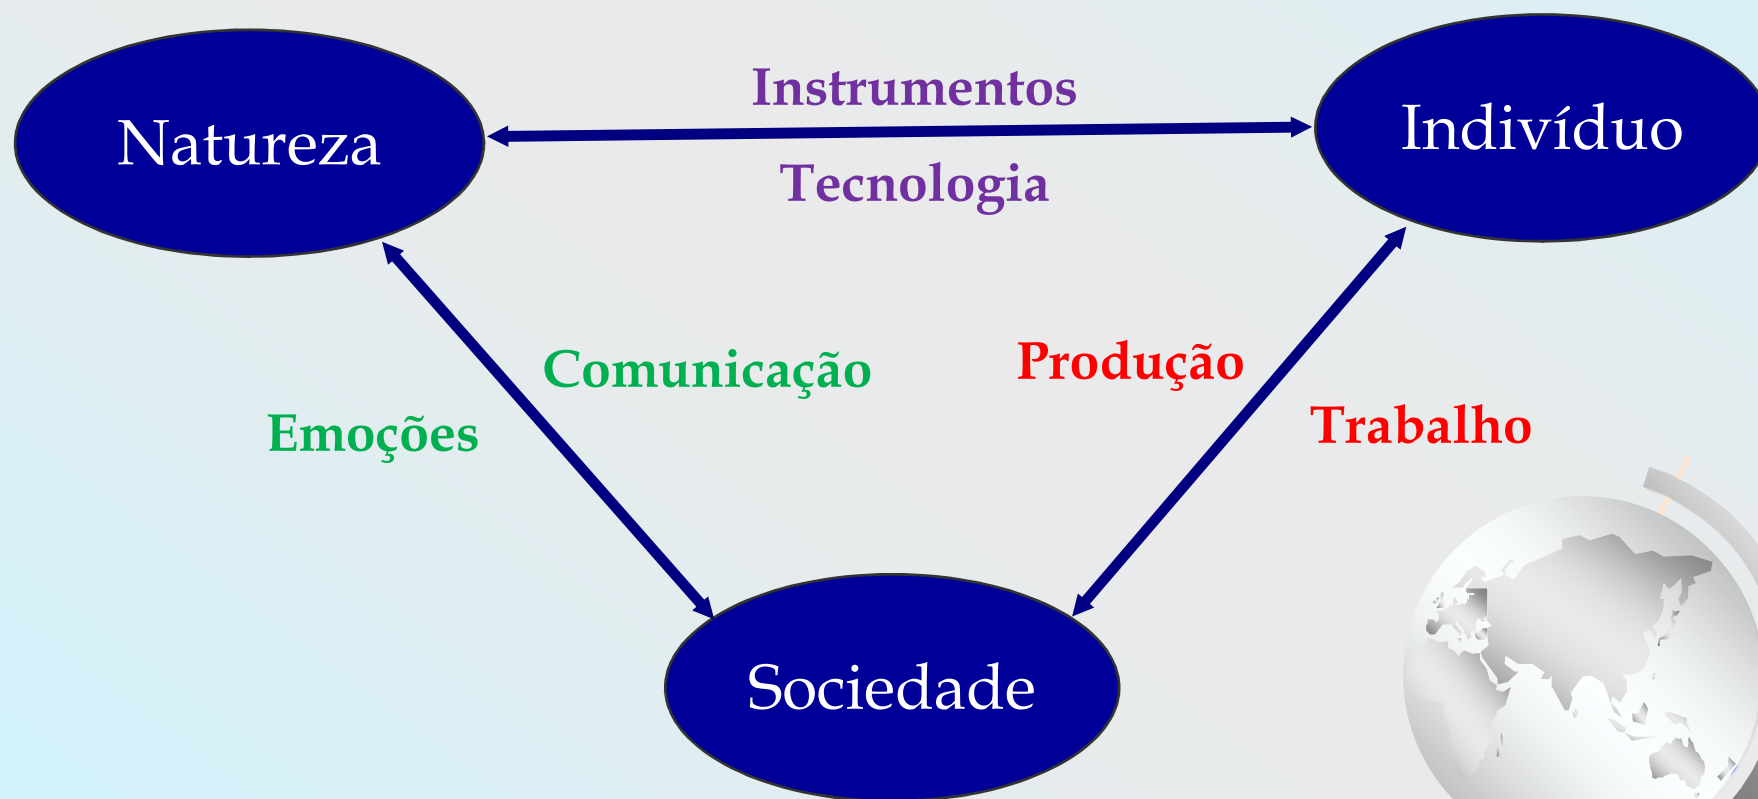 Natureza
Instrumentos
Tecnologia
Indivíduo
Comunicação
Emoções
Produção
Trabalho
Sociedade